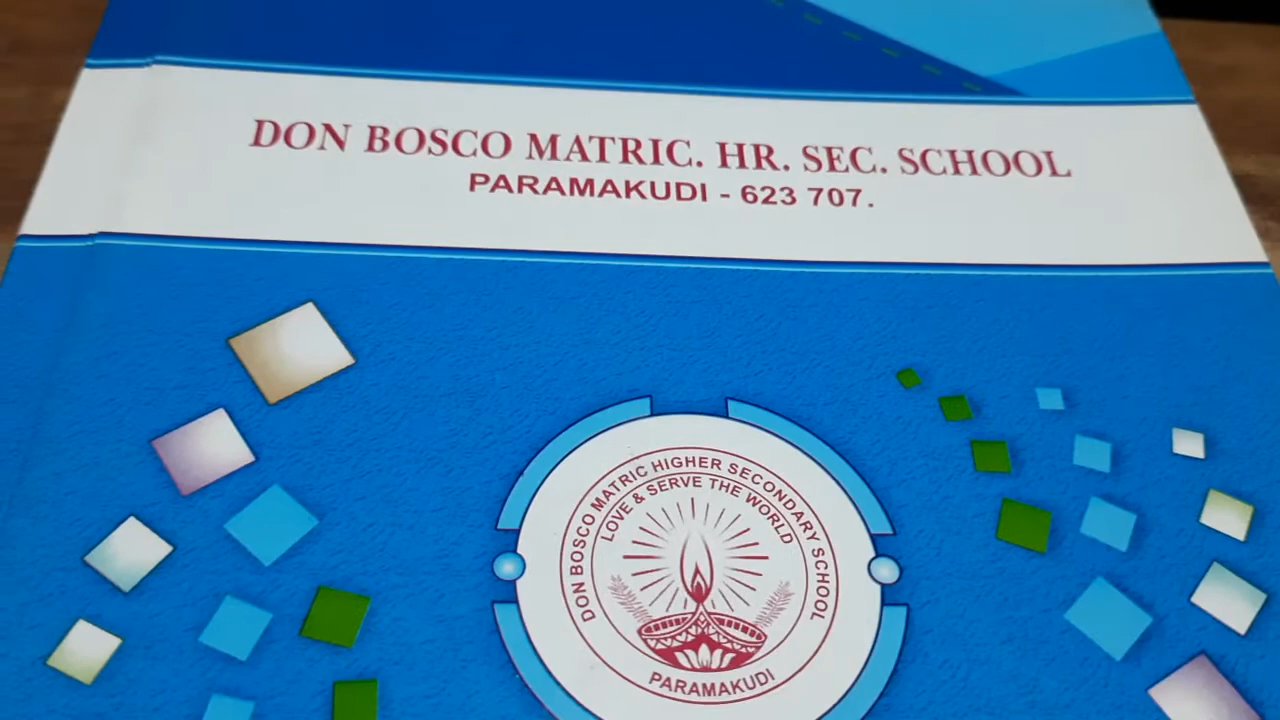 DON BOSCO MATRIC. HR. SEC. SCHOOL
PARAMAKUDI - 623 707.
DON BOSCO MATRIC HIGHER SECONDARY SCHOOL
LOVE & SERVE THE WORLD
PARAMAKUDI